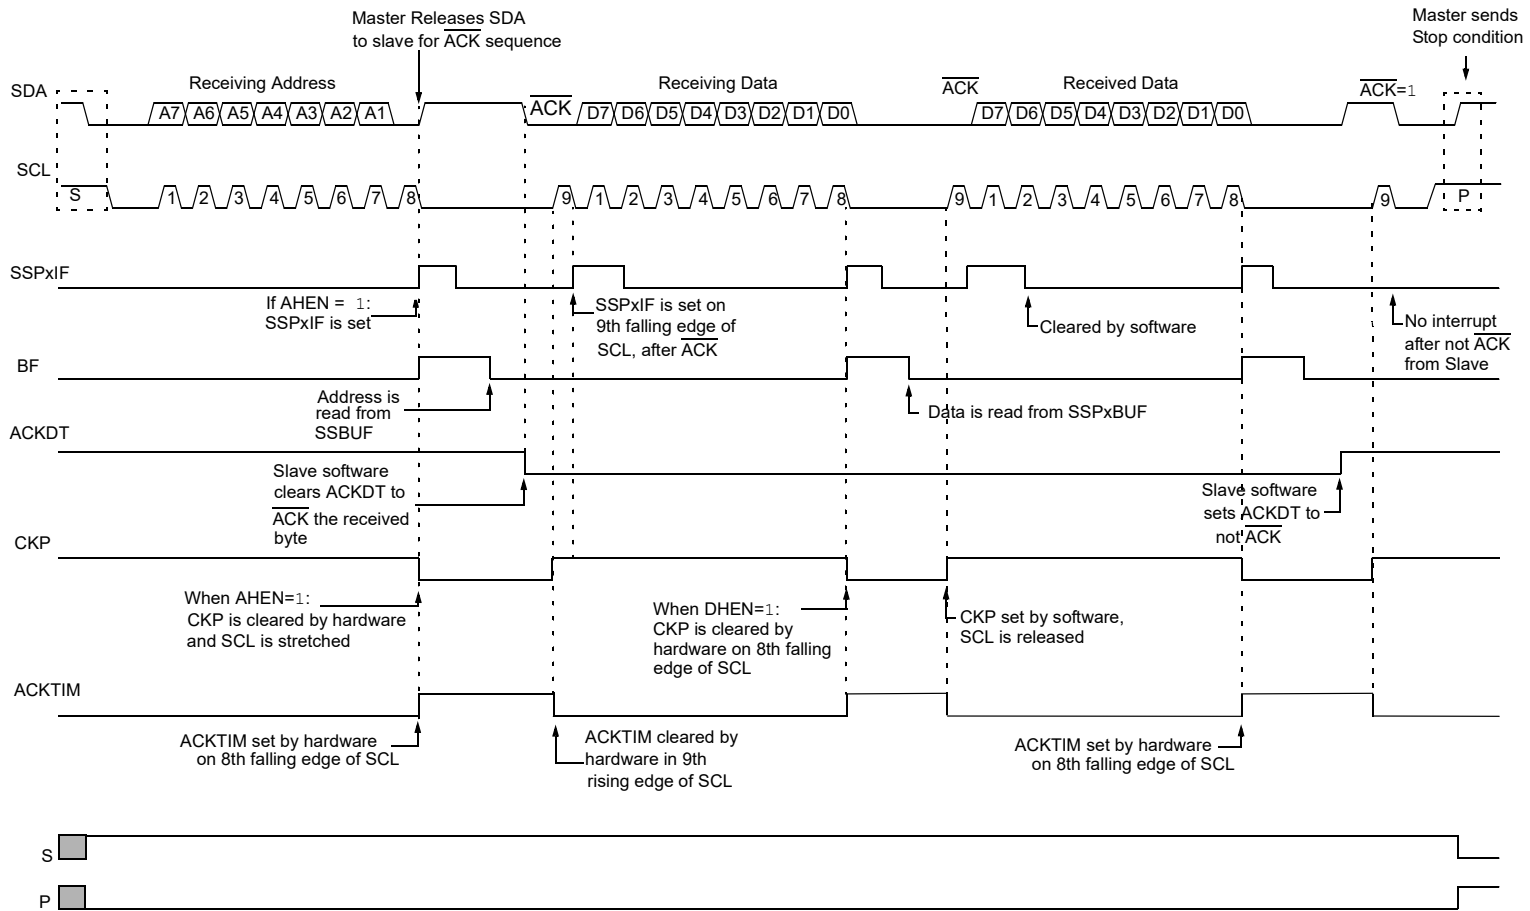 Master Releases SDA
to slave for ACK sequence
Master sends
Stop condition
Receiving Address
Receiving Data
ACK
Received Data
ACK=1
SDA
A7 A6 A5 A4 A3 A2 A1
ACK
D7 D6 D5 D4 D3 D2 D1 D0
D7 D6 D5 D4 D3 D2 D1 D0
SCL
S
1 2 3 4 5 6 7 8
9 1 2 3 4 5 6 7 8
9 1 2 3 4 5 6 7 8
9
P
SSPxIF
If AHEN = 1:
SSPxIF is set
SSPxIF is set on
9th falling edge of
SCL, after ACK
Cleared by software
No interrupt
after not ACK
from Slave
BF
Address is
read from
SSBUF
Data is read from SSPxBUF
ACKDT
Slave software
clears ACKDT to
ACK the received
byte
Slave software
sets ACKDT to
not ACK
CKP
When AHEN=1:
CKP is cleared by hardware
and SCL is stretched
When DHEN=1:
CKP is cleared by
hardware on 8th falling
edge of SCL
CKP set by software,
SCL is released
ACKTIM
ACKTIM set by hardware
on 8th falling edge of SCL
ACKTIM cleared by
hardware in 9th
rising edge of SCL
ACKTIM set by hardware
on 8th falling edge of SCL
S
P